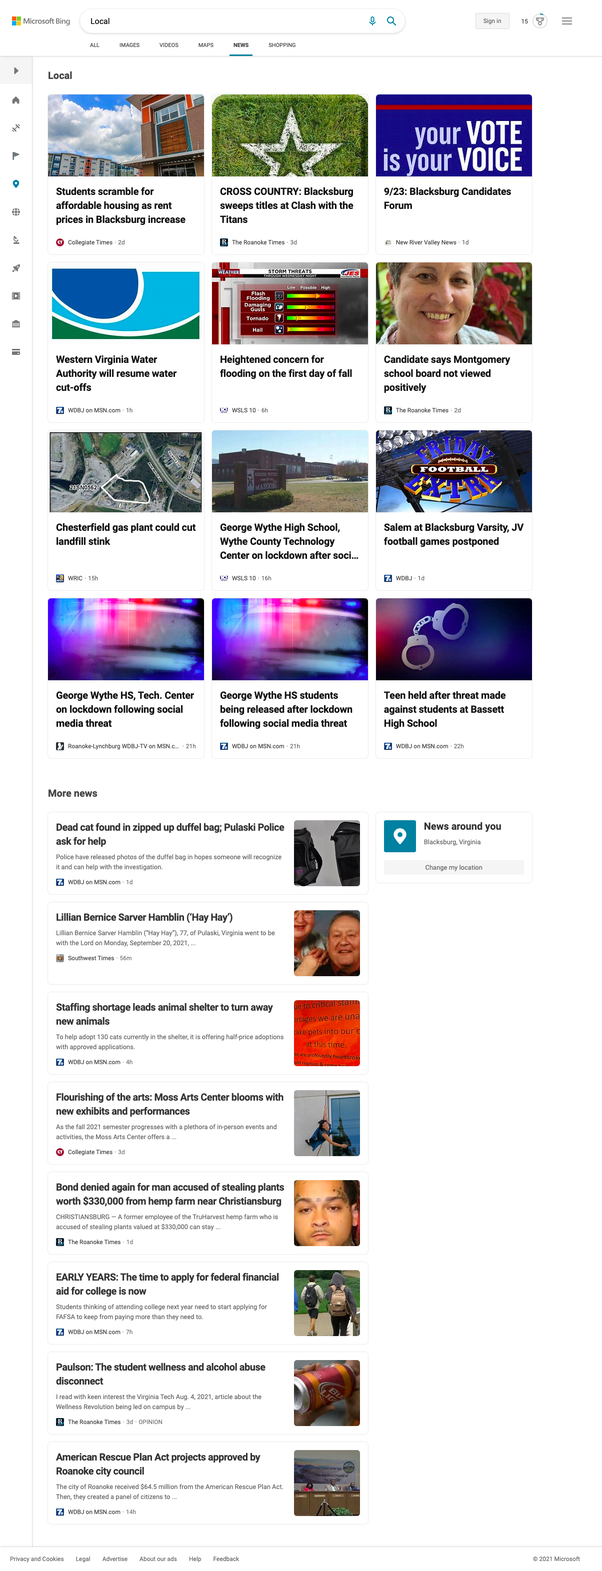 Microsoft Bing
Local
Sign in
15
ALL
IMAGES
VIDEOS
MAPS
NEWS
SHOPPING
Local
your VOTE
is your VOICE
Students scramble for
affordable housing as rent
prices in Blacksburg increase
Collegiate Times · 2d
CROSS COUNTRY: Blacksburg
sweeps titles at Clash with the
Titans
The Roanoke Times · 3d
9/23: Blacksburg Candidates
Forum
New River Valley News · 1d
WEATHER
STORM THREATS
Low - Possible - High
Flash
Flooding
Damaging
Gusts
Tornado
Hail
Western Virginia Water
Authority will resume water
cut-offs
WDBJ on MSN.com · 1h
Heightened concern for
flooding on the first day of fall
WSLS 10 · 6h
Candidate says Montgomery
school board not viewed
positively
The Roanoke Times · 2d
FRIDAY
FOOTBALL
EXTRA
Chesterfield gas plant could cut
landfill stink
WRIC · 15h
George Wythe High School,
Wythe County Technology
Center on lockdown after soci...
WSLS 10 · 16h
Salem at Blacksburg Varsity, JV
football games postponed
WDBJ · 1d
George Wythe HS, Tech. Center
on lockdown following social
media threat
Roanoke-Lynchburg WDBJ-TV on MSN.c... · 21h
George Wythe HS students
being released after lockdown
following social media threat
WDBJ on MSN.com · 21h
Teen held after threat made
against students at Bassett
High School
WDBJ on MSN.com · 22h
More news
Dead cat found in zipped up duffel bag; Pulaski Police
ask for help
Police have released photos of the duffel bag in hopes someone will recognize
it and can help with the investigation.
WDBJ on MSN.com · 1d
News around you
Blacksburg, Virginia
Change my location
Lillian Bernice Sarver Hamblin ('Hay Hay')
Lillian Bernice Sarver Hamblin ("Hay Hay"), 77, of Pulaski, Virginia went to be
with the Lord on Monday, September 20, 2021, ...
Southwest Times · 56m
Staffing shortage leads animal shelter to turn away
new animals
To help adopt 130 cats currently in the shelter, it is offering half-price adoptions
with approved applications.
WDBJ on MSN.com · 4h
Flourishing of the arts: Moss Arts Center blooms with
new exhibits and performances
As the fall 2021 semester progresses with a plethora of in-person events and
activities, the Moss Arts Center offers a ...
Collegiate Times · 3d
Bond denied again for man accused of stealing plants
worth $330,000 from hemp farm near Christiansburg
CHRISTIANSBURG — A former employee of the TruHarvest hemp farm who is
accused of stealing plants valued at $330,000 can stay ...
The Roanoke Times · 1d
EARLY YEARS: The time to apply for federal financial
aid for college is now
Students thinking of attending college next year need to start applying for
FAFSA to keep from paying more than they need to.
WDBJ on MSN.com · 7h
Paulson: The student wellness and alcohol abuse
disconnect
I read with keen interest the Virginia Tech Aug. 4, 2021, article about the
Wellness Revolution being led on campus by ...
The Roanoke Times · 3d · OPINION
American Rescue Plan Act projects approved by
Roanoke city council
The city of Roanoke received $64.5 million from the American Rescue Plan Act.
Then, they created a panel of citizens to ...
WDBJ on MSN.com · 14h
Privacy and Cookies
Legal
Advertise
About our ads
Help
Feedback
© 2021 Microsoft